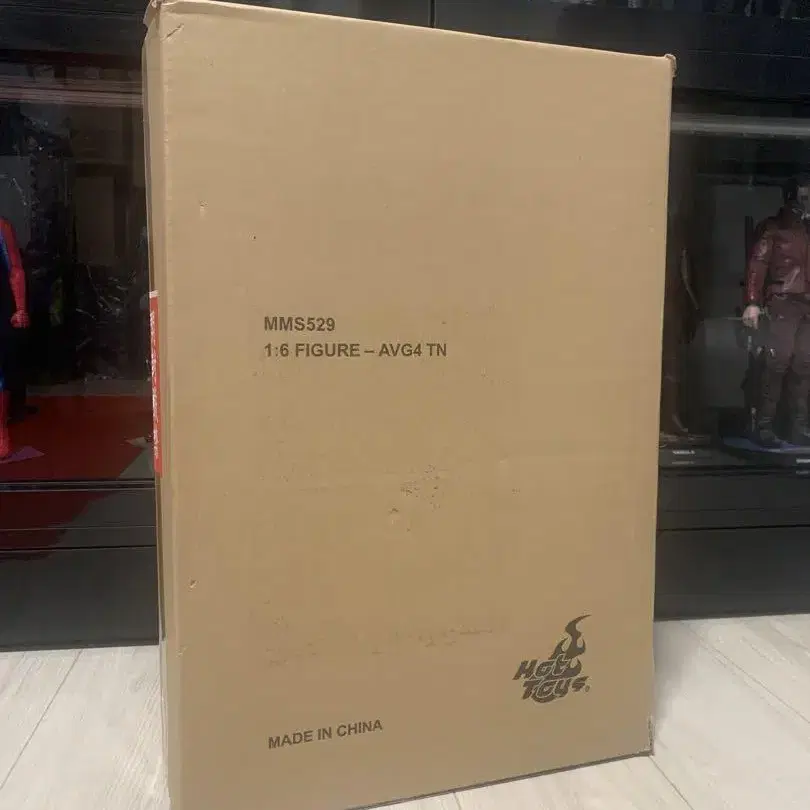 MMS529
1:6 FIGURE – AVG4 TN
HOT
TOYS®
MADE IN CHINA